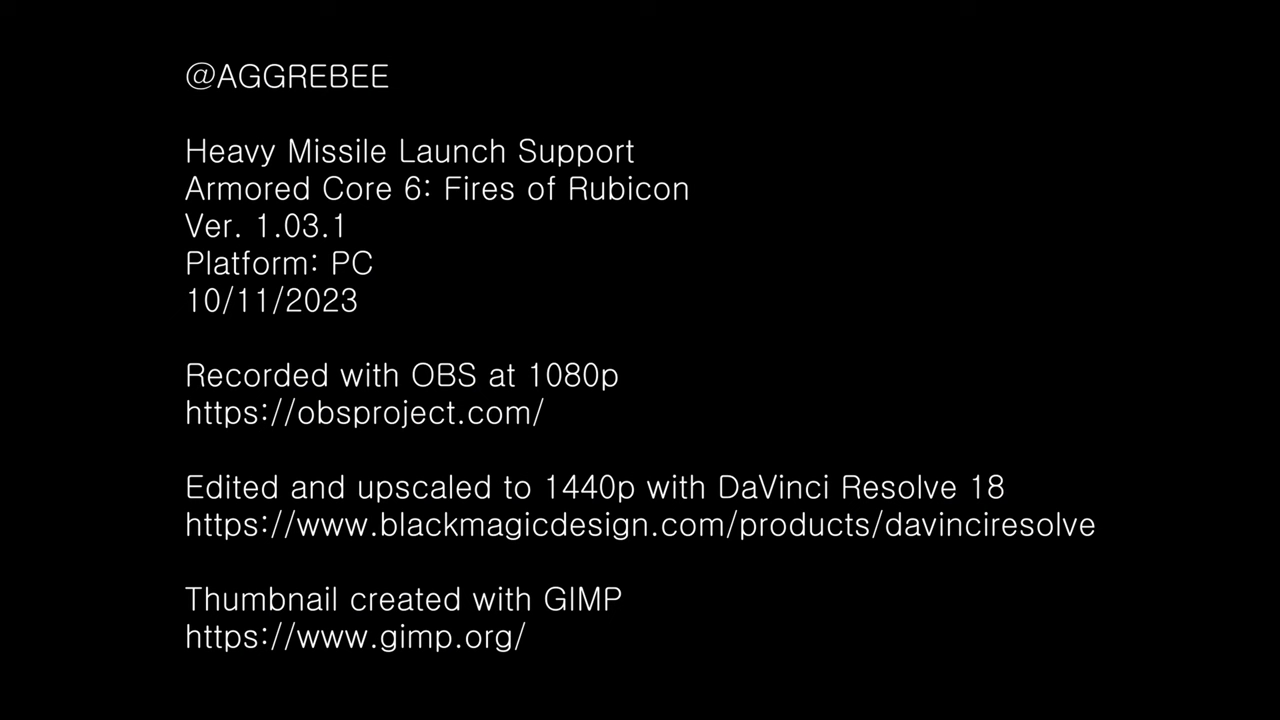 @AGGREBEE
Heavy Missile Launch Support
Armored Core 6: Fires of Rubicon
Ver. 1.03.1
Platform: PC
10/11/2023
Recorded with OBS at 1080p
https://obsproject.com/
Edited and upscaled to 1440p with DaVinci Resolve 18
https://www.blackmagicdesign.com/products/davinciresolve
Thumbnail created with GIMP
https://www.gimp.org/